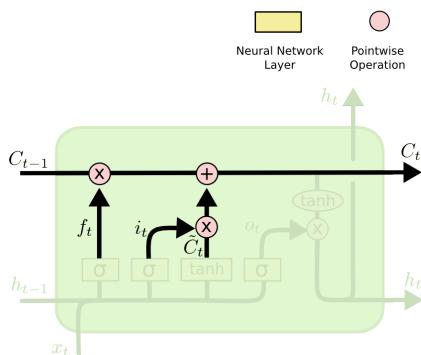 Neural Network
Layer
Pointwise
Operation
h_t
C_{t-1}
C_t
x
+
tanh
f_t
i_t
x
C̃_t
o_t
x
σ
σ
tanh
σ
h_{t-1}
h_t
x_t